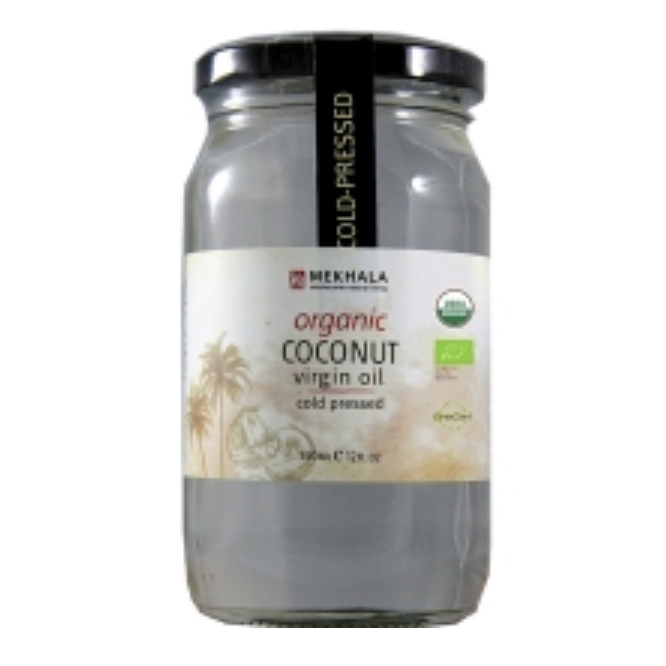 COLD-PRESSED
MEKHALA
organic
COCONUT
virgin oil
cold pressed